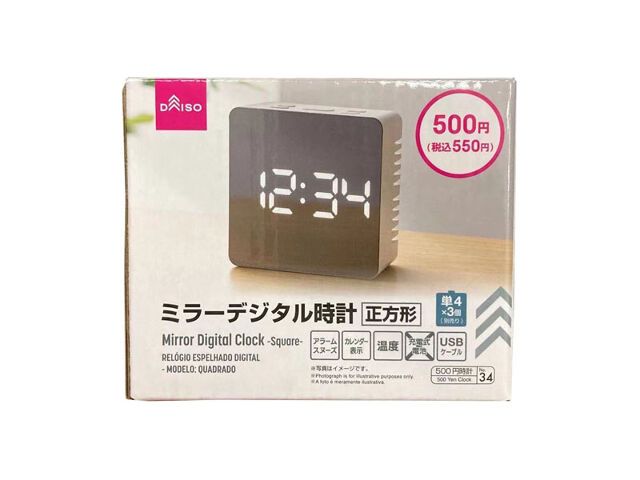 DAISO
500円
(税込550円)
12:34
ミラーデジタル時計 正方形
単4
×3個
(別売り)
Mirror Digital Clock -Square-
RELÓGIO ESPELHADO DIGITAL
- MODELO: QUADRADO
アラーム
スヌーズ
カレンダー
表示
温度
充電式
電池
USB
ケーブル
※写真はイメージです。
※Photograph is for illustrative purposes only.
※A foto é meramente ilustrativa.
500円時計
500 Yen Clock
No.
34